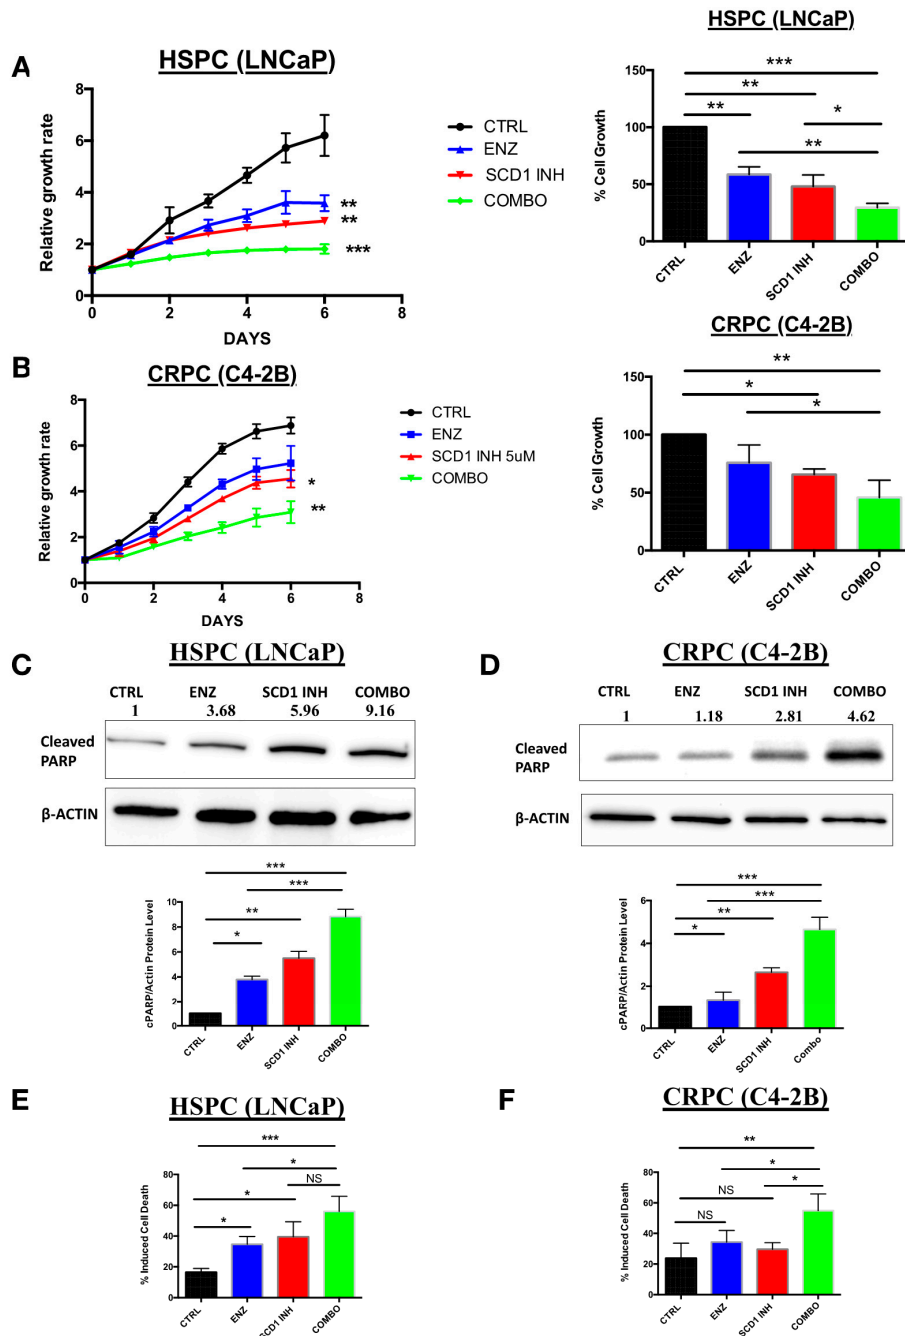 A
HSPC (LNCaP)
Relative growth rate
8
6
4
2
0
0 2 4 6 8
DAYS
**
**
***
CTRL
ENZ
SCD1 INH
COMBO
HSPC (LNCaP)
% Cell Growth
150
100
50
0
***
**
*
**
**
CTRL ENZ SCD1 INH COMBO
B
CRPC (C4-2B)
Relative growth rate
8
6
4
2
0
0 2 4 6 8
DAYS
*
**
CTRL
ENZ
SCD1 INH 5uM
COMBO
CRPC (C4-2B)
% Cell Growth
150
100
50
0
**
*
*
CTRL ENZ SCD1 INH COMBO
C
HSPC (LNCaP)
CTRL ENZ SCD1 INH COMBO
1 3.68 5.96 9.16
Cleaved
PARP
β-ACTIN
cPARP/Actin Protein Level
10
8
6
4
2
0
***
***
**
*
CTRL ENZ SCD1 INH COMBO
D
CRPC (C4-2B)
CTRL ENZ SCD1 INH COMBO
1 1.18 2.81 4.62
Cleaved
PARP
β-ACTIN
cPARP/Actin Protein Level
6
4
2
0
***
***
**
*
CTRL ENZ SCD1 INH Combo
E
HSPC (LNCaP)
% Induced Cell Death
80
60
40
20
0
***
*
NS
*
*
CTRL ENZ SCD1 INH COMBO
F
CRPC (C4-2B)
% Induced Cell Death
80
60
40
20
0
**
*
*
NS
NS
CTRL ENZ SCD1 INH COMBO